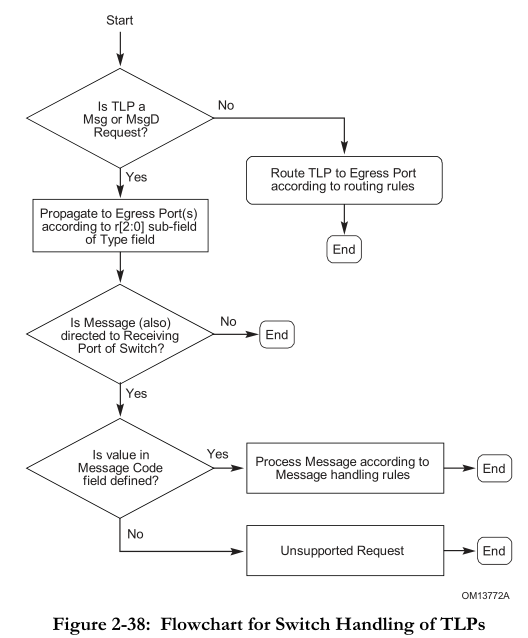 Start
Is TLP a
Msg or MsgD
Request?
No
Yes
Route TLP to Egress Port
according to routing rules
End
Propagate to Egress Port(s)
according to r[2:0] sub-field
of Type field
Is Message (also)
directed to Receiving
Port of Switch?
No
End
Yes
Is value in
Message Code
field defined?
Yes
Process Message according to
Message handling rules
End
No
Unsupported Request
End
OM13772A
Figure 2-38: Flowchart for Switch Handling of TLPs